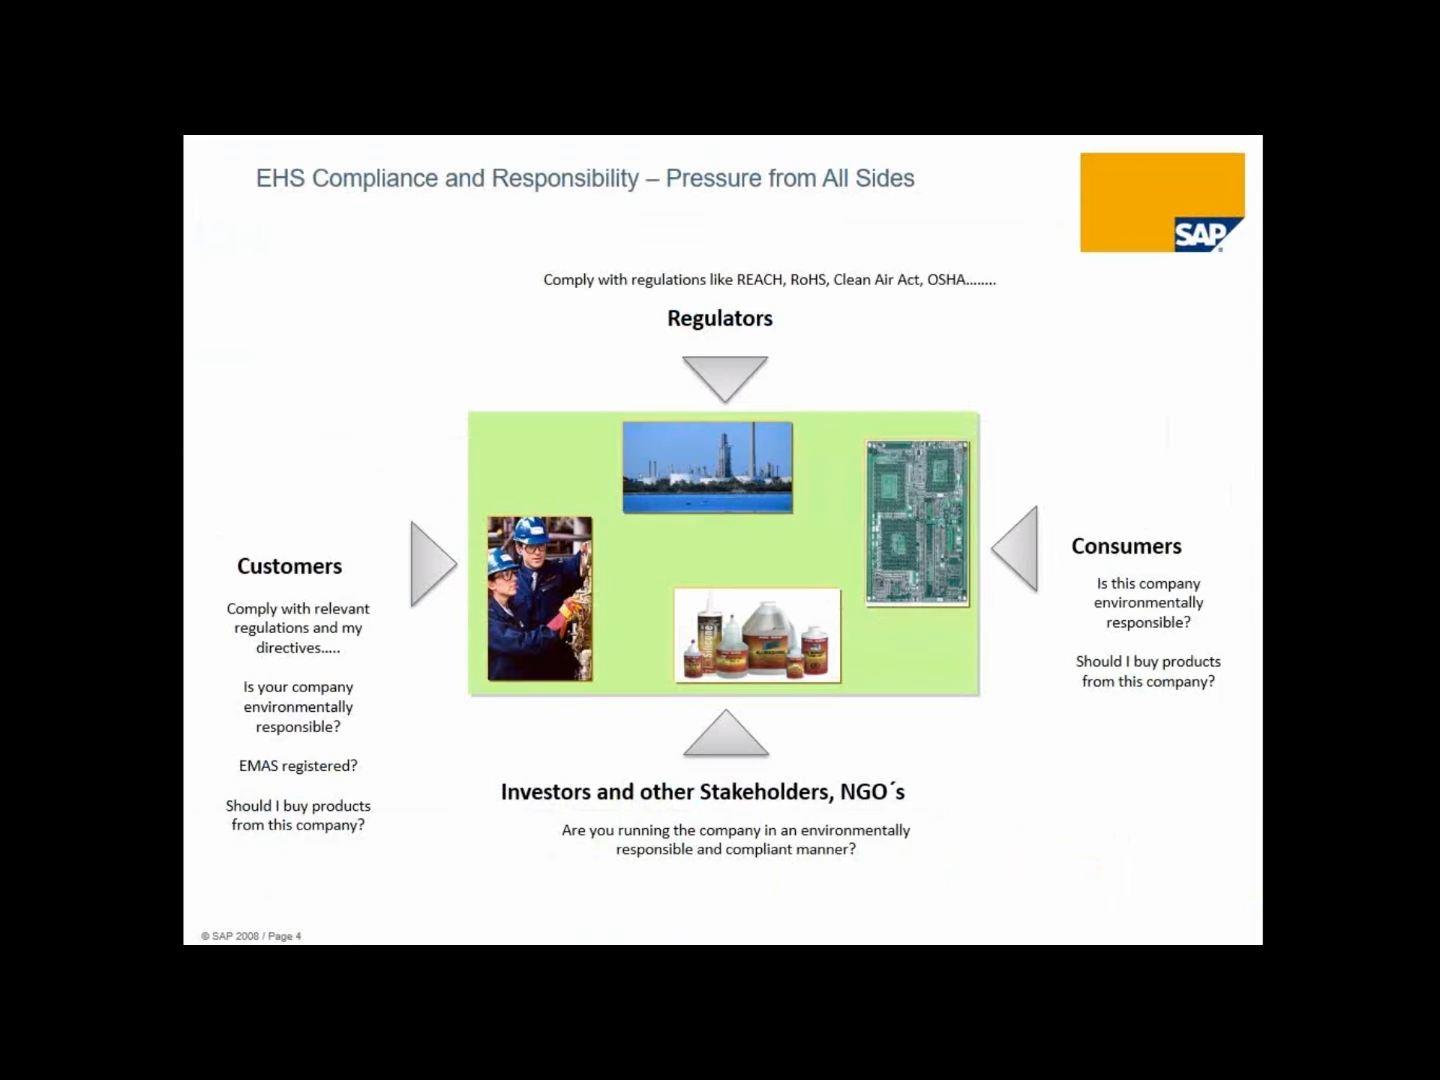 EHS Compliance and Responsibility – Pressure from All Sides
SAP
Comply with regulations like REACH, RoHS, Clean Air Act, OSHA........
Regulators
Customers
Comply with relevant
regulations and my
directives.....
Is your company
environmentally
responsible?
EMAS registered?
Should I buy products
from this company?
Consumers
Is this company
environmentally
responsible?
Should I buy products
from this company?
Silicone
Investors and other Stakeholders, NGO´s
Are you running the company in an environmentally
responsible and compliant manner?
© SAP 2008 / Page 4